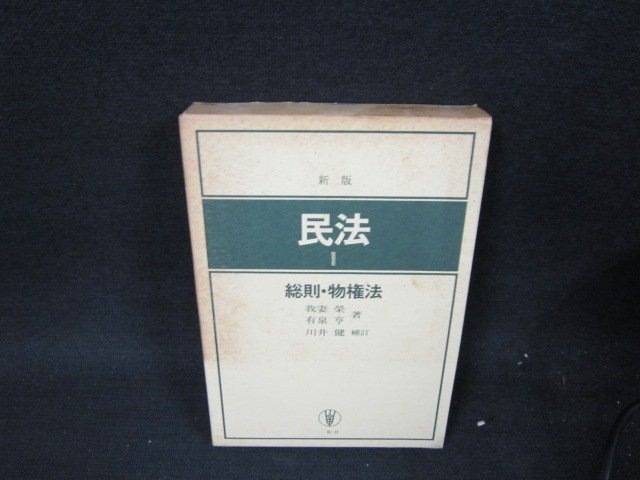 新版
民法
I
総則・物権法
我妻 榮
有泉 亨 著
川井 健 補訂